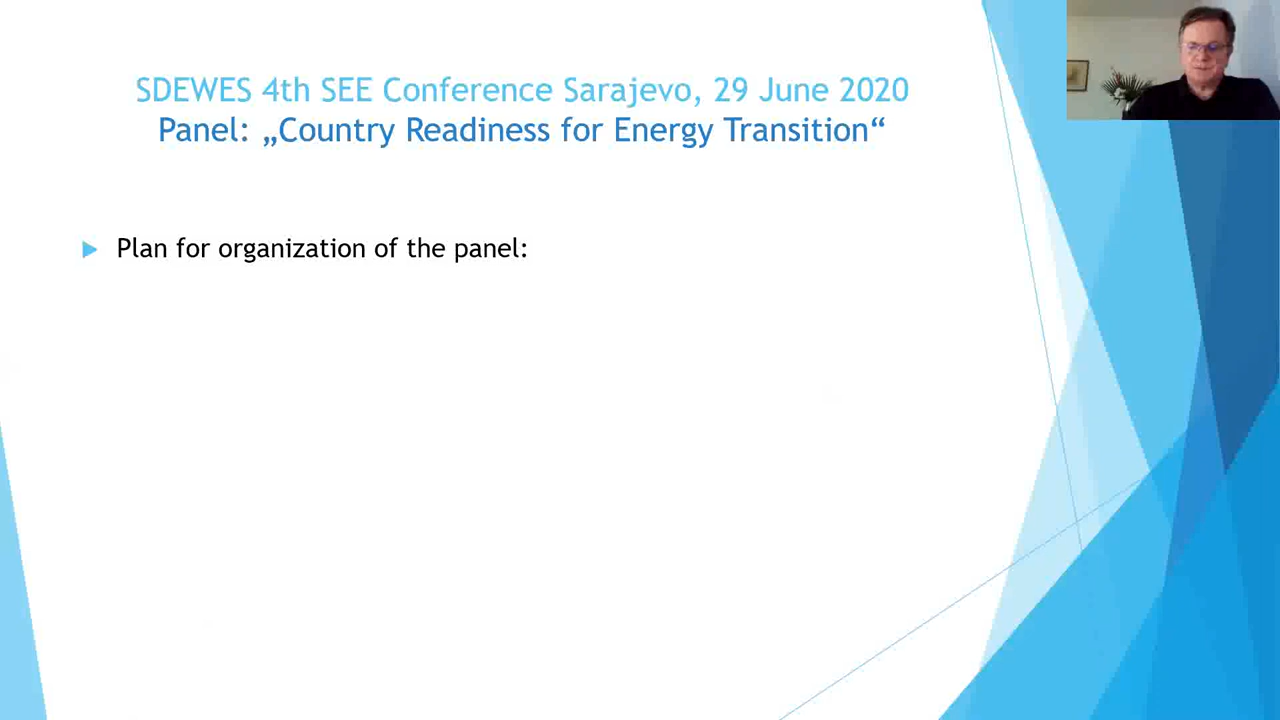 SDEWES 4th SEE Conference Sarajevo, 29 June 2020
Panel: „Country Readiness for Energy Transition“
Plan for organization of the panel: